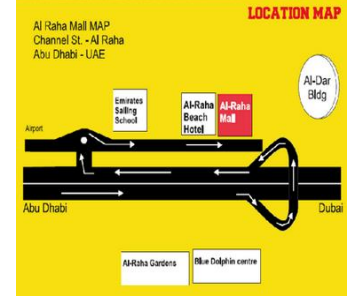 LOCATION MAP
Al Raha Mall MAP
Channel St. - Al Raha
Abu Dhabi - UAE
Al-Dar
Bldg
Emirates
Sailing
School
Al-Raha
Beach
Hotel
Al-Raha
Mall
Airport
Abu Dhabi
Dubai
Al-Raha Gardens
Blue Dolphin centre